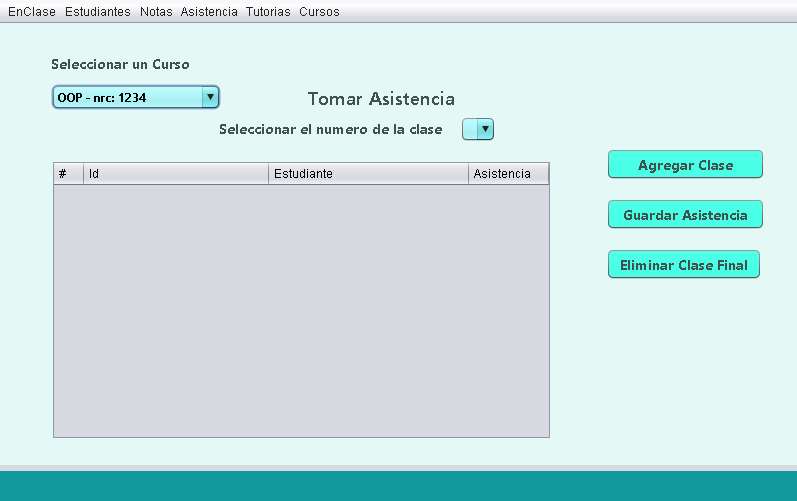 EnClase Estudiantes Notas Asistencia Tutorias Cursos
Seleccionar un Curso
OOP - nrc: 1234
Tomar Asistencia
Seleccionar el numero de la clase
# Id Estudiante Asistencia
Agregar Clase
Guardar Asistencia
Eliminar Clase Final